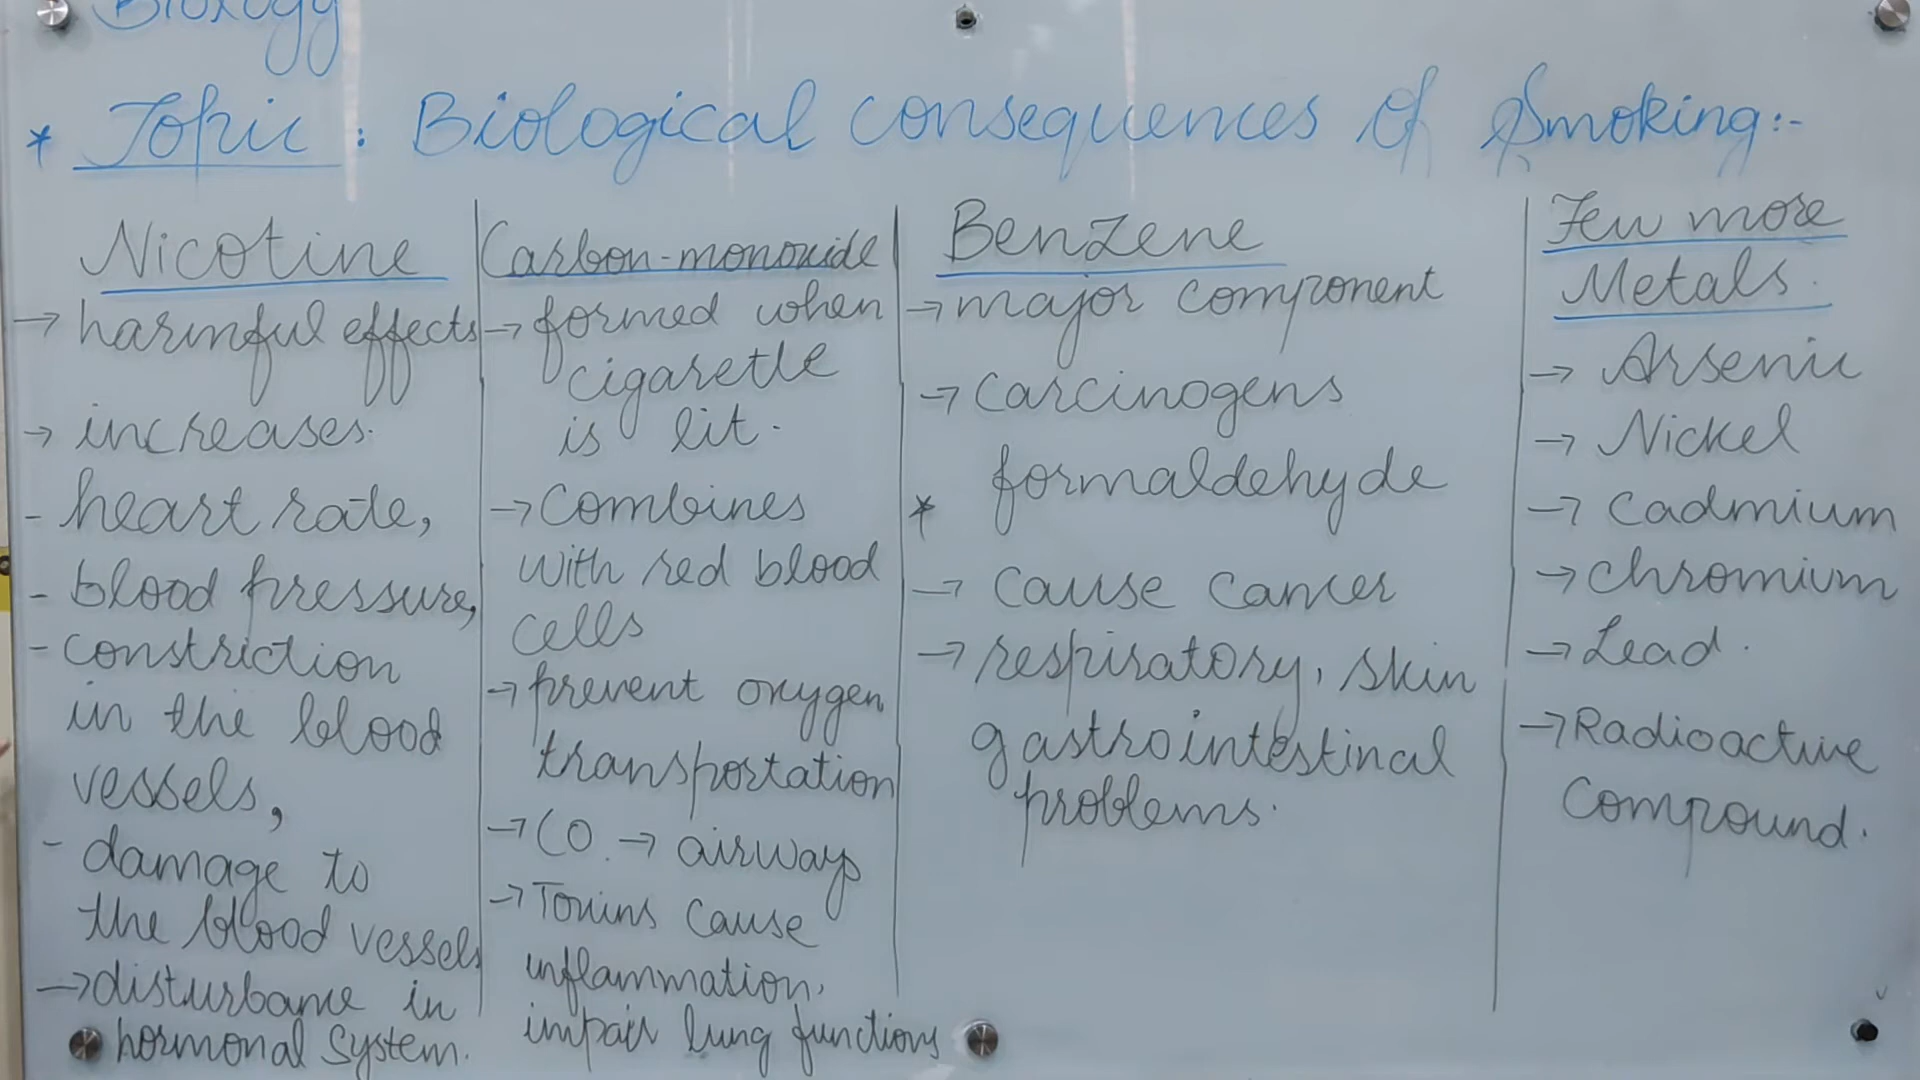 Biology
* Topic : Biological consequences of Smoking:-
Nicotine
→ harmful effects
→ increases.
- heart rate,
- blood pressure,
- constriction
in the blood
vessels,
- damage to
the blood vessels
→ disturbance in
hormonal system.
Carbon-monoxide
→ formed when
cigarette
is lit.
→ Combines
with red blood
cells
→ prevent oxygen
transportation
→ CO. → airways
→ Toxins cause
inflammation,
impair lung functions
Benzene
→ major component
→ Carcinogens
* formaldehyde
→ cause cancer
→ respiratory, skin
gastrointestinal
problems.
Few more
Metals.
→ Arsenic
→ Nickel
→ Cadmium
→ Chromium
→ Lead.
→ Radioactive
Compound.